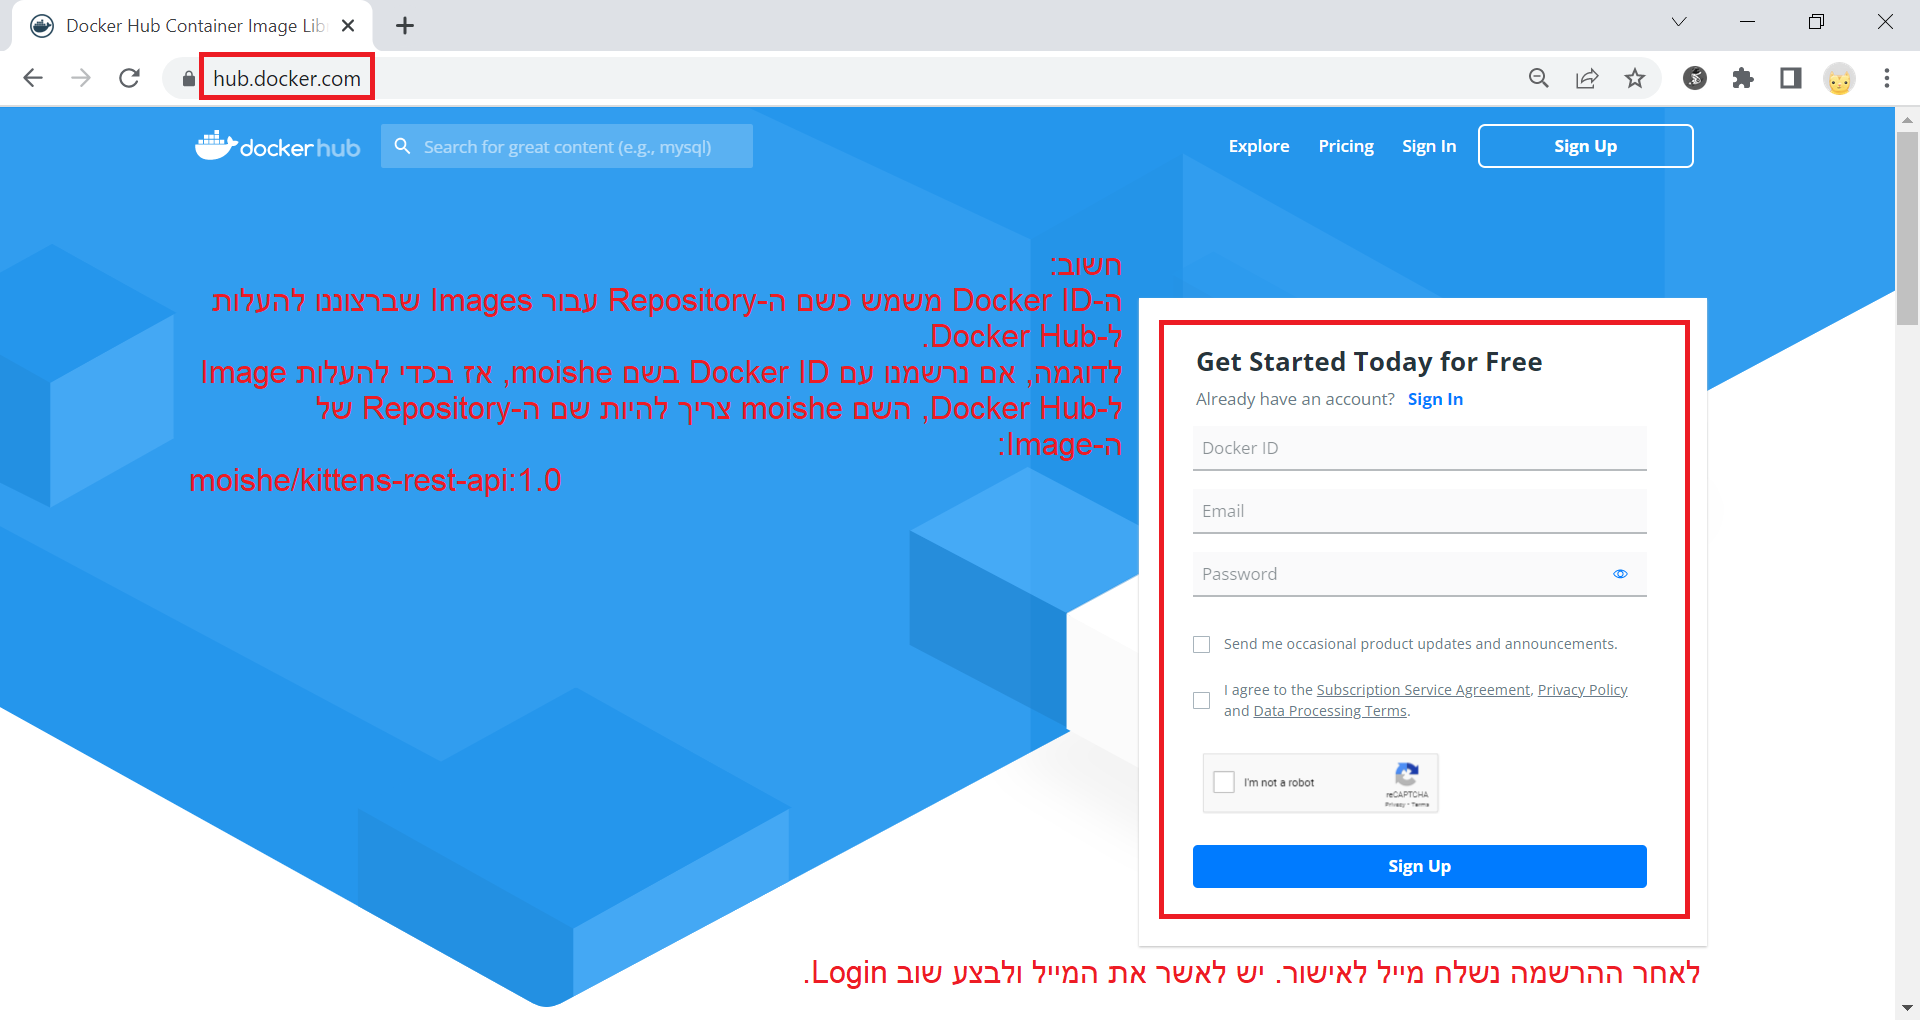 Docker Hub Container Image Lib
hub.docker.com
docker hub
Search for great content (e.g., mysql)
Explore
Pricing
Sign In
Sign Up
חשוב:
ה-Docker ID משמש כשם ה-Repository עבור Images שברצוננו להעלות
ל-Docker Hub.
לדוגמה, אם נרשמנו עם Docker ID בשם moishe, אז בכדי להעלות Image
ל-Docker Hub, השם moishe צריך להיות שם ה-Repository של
ה-Image:
moishe/kittens-rest-api:1.0
Get Started Today for Free
Already have an account? Sign In
Docker ID
Email
Password
Send me occasional product updates and announcements.
I agree to the Subscription Service Agreement, Privacy Policy
and Data Processing Terms.
I'm not a robot
reCAPTCHA
Privacy - Terms
Sign Up
לאחר ההרשמה נשלח מייל לאישור. יש לאשר את המייל ולבצע שוב Login.